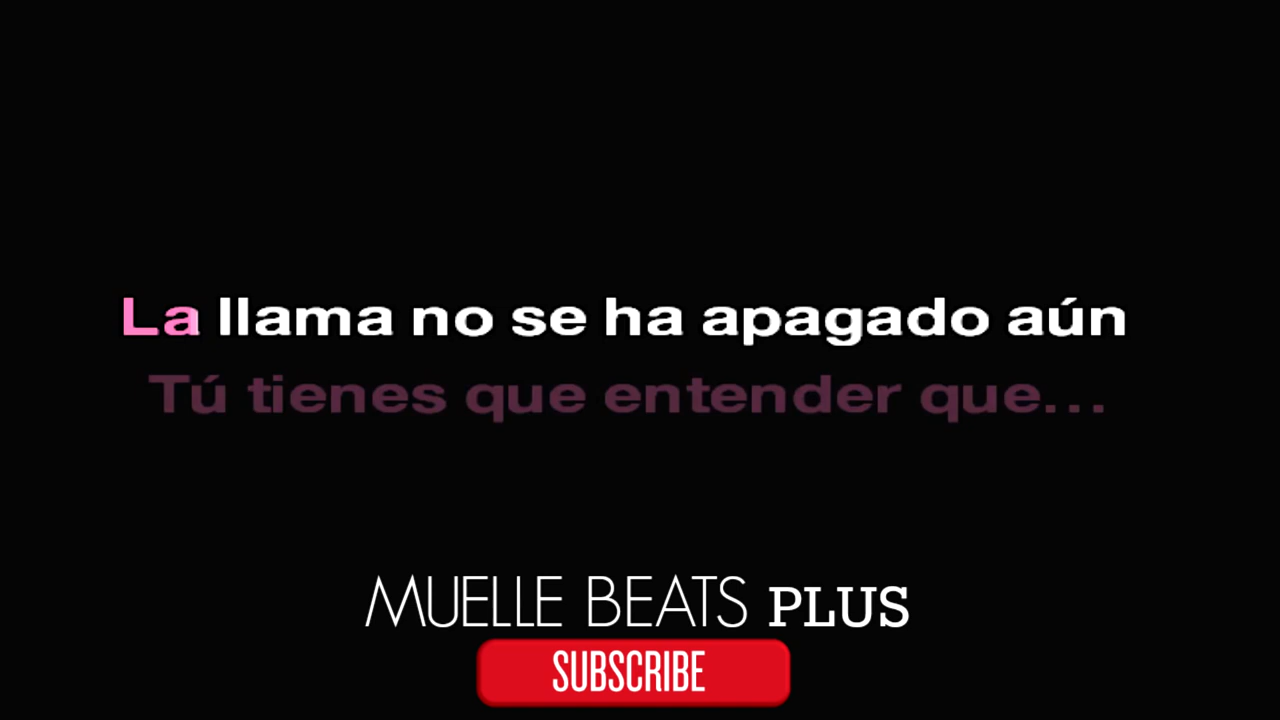 La llama no se ha apagado aún
Tú tienes que entender que...
MUELLE BEATS PLUS
SUBSCRIBE